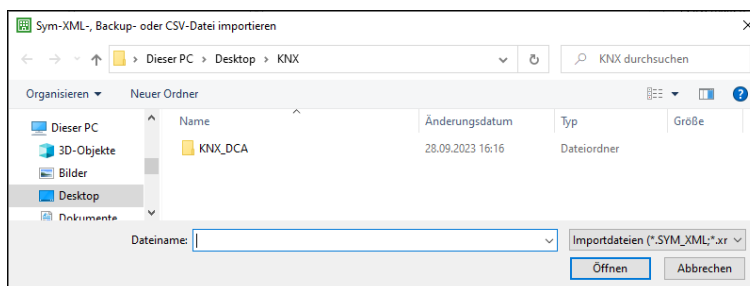 Sym-XML-, Backup- oder CSV-Datei importieren
Dieser PC > Desktop > KNX
KNX durchsuchen
Organisieren Neuer Ordner
Name Änderungsdatum Typ Größe
Dieser PC
3D-Objekte
Bilder
Desktop
Dokumente
KNX_DCA 28.09.2023 16:16 Dateiordner
Dateiname:
Importdateien (*.SYM_XML;*.xr
Öffnen Abbrechen